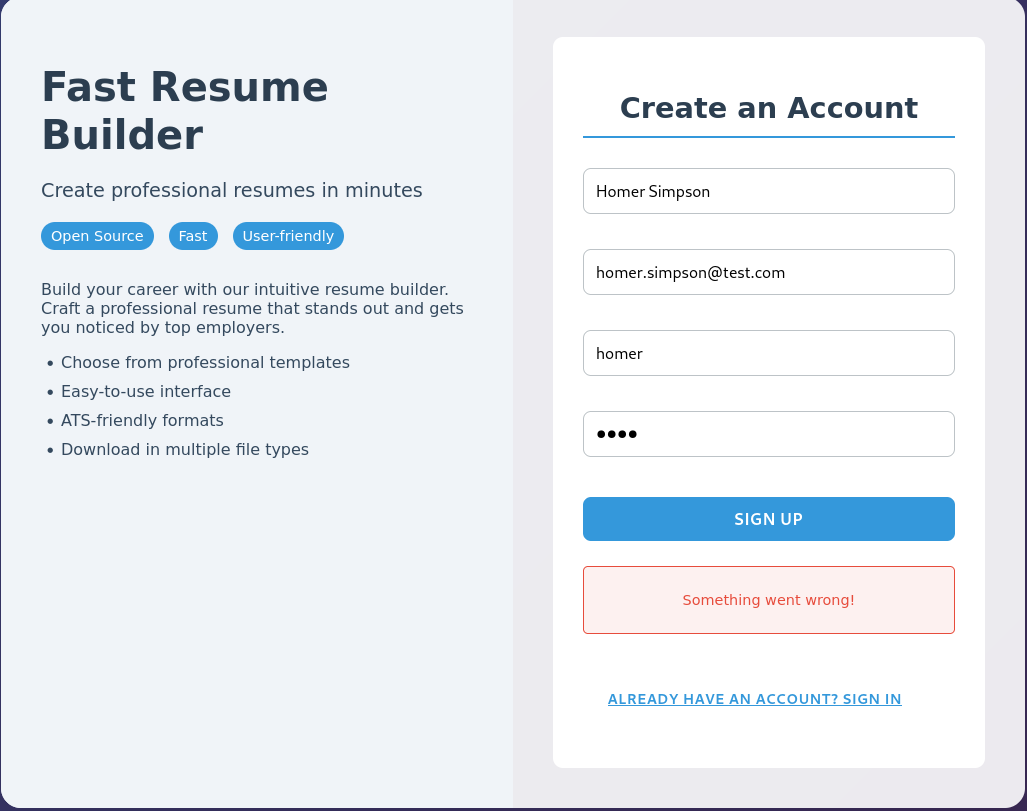 Fast Resume
Builder
Create professional resumes in minutes
Open Source Fast User-friendly
Build your career with our intuitive resume builder.
Craft a professional resume that stands out and gets
you noticed by top employers.
• Choose from professional templates
• Easy-to-use interface
• ATS-friendly formats
• Download in multiple file types
Create an Account
Homer Simpson
homer.simpson@test.com
homer
••••
SIGN UP
Something went wrong!
ALREADY HAVE AN ACCOUNT? SIGN IN